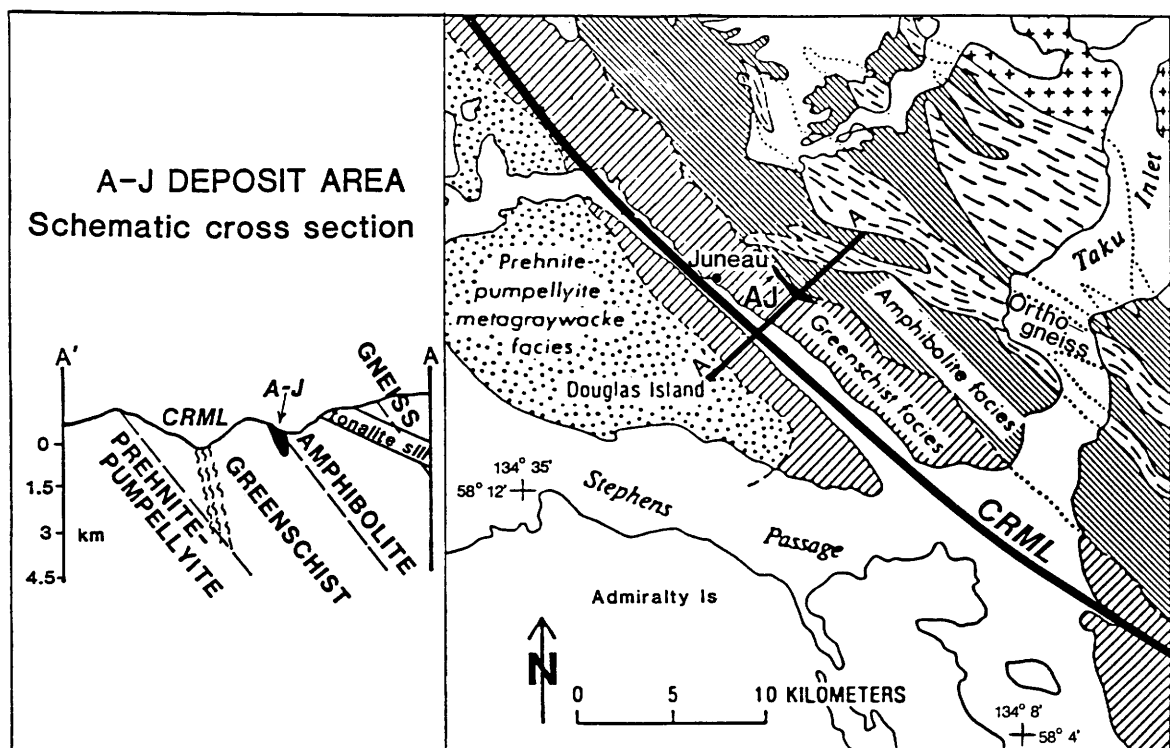 A-J DEPOSIT AREA
Schematic cross section
A'
A
A-J
CRML
GNEISS
tonalite sill
0
1.5
3
4.5
km
PREHNITE-
PUMPELLYITE
GREENSCHIST
AMPHIBOLITE
Prehnite-
pumpellyite
metagraywacke
facies
Juneau
AJ
A
A
Greenschist facies
Amphibolite facies
Ortho-
gneiss
Taku
Inlet
Douglas Island
134° 35'
58° 12'
Stephens
Passage
CRML
Admiralty Is
N
0 5 10 KILOMETERS
134° 8'
58° 4'